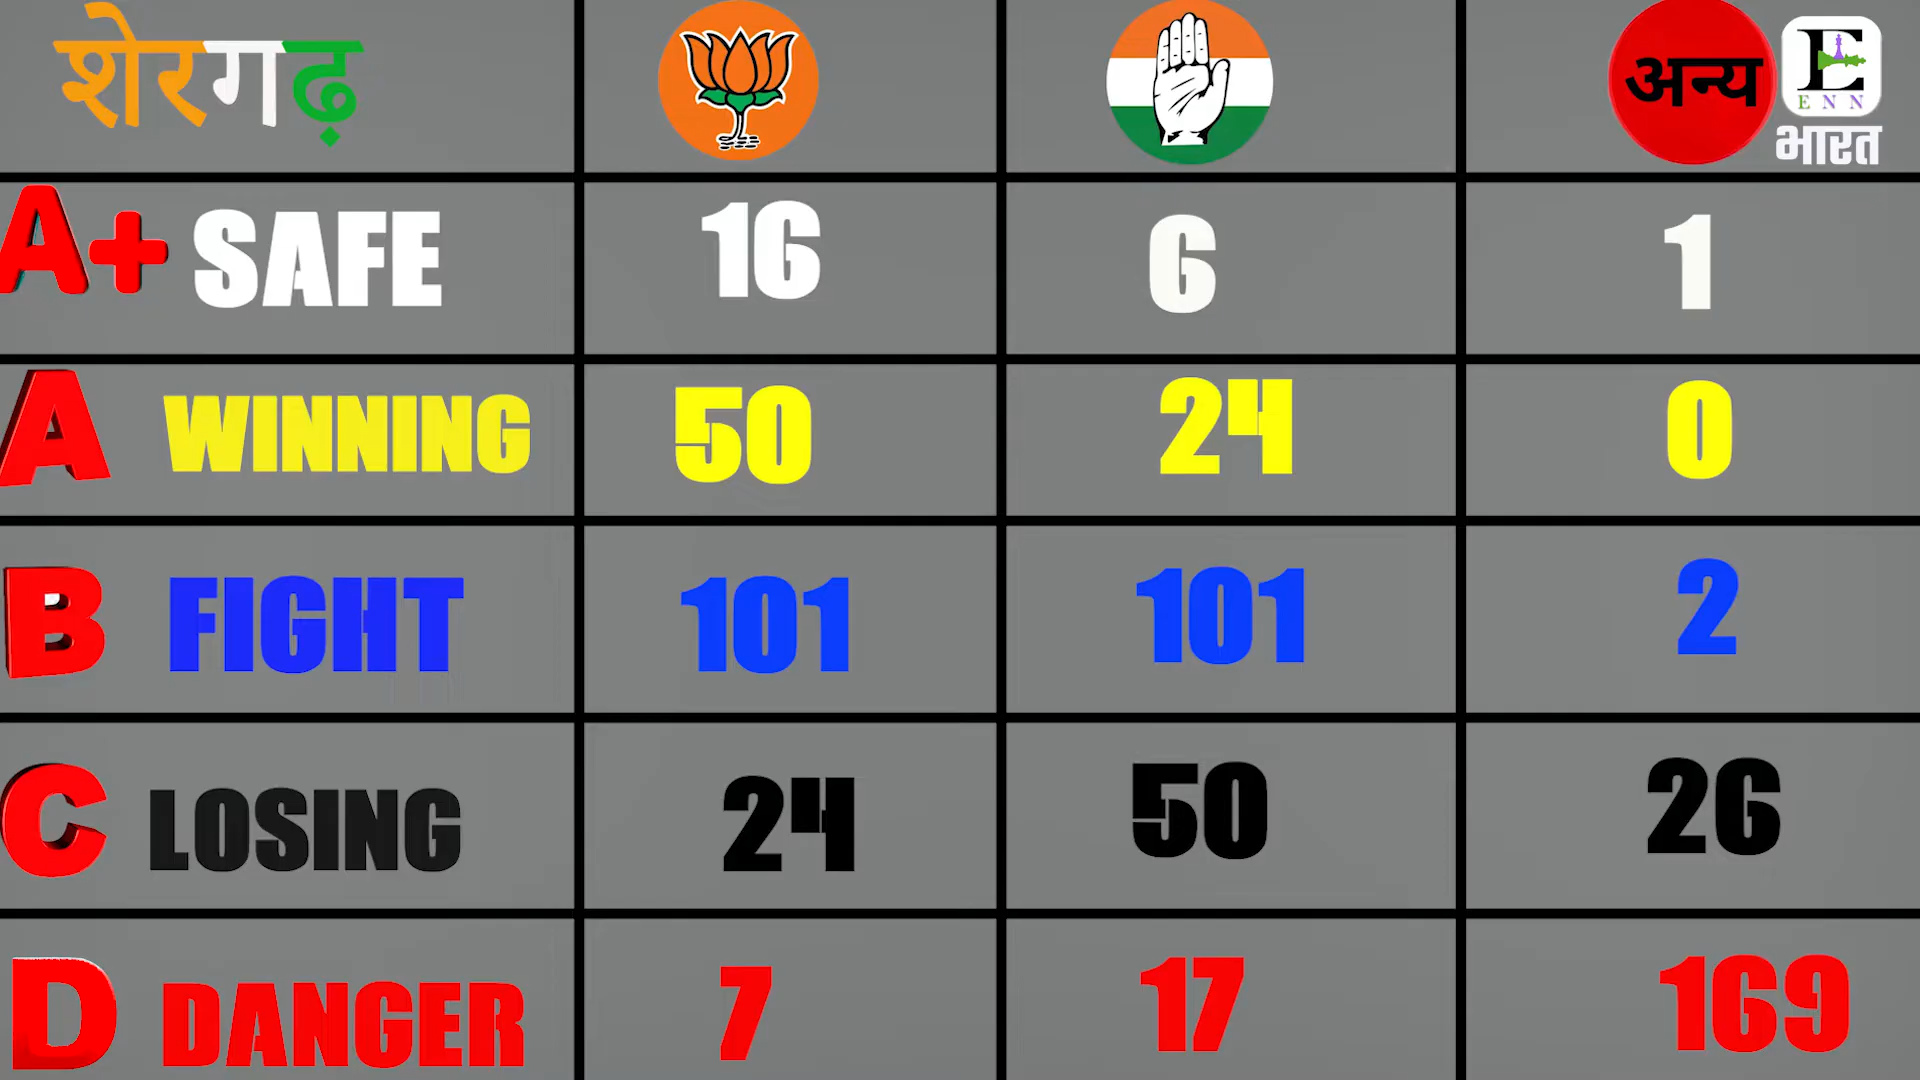 शेरगढ़ अन्य E
ENN
भारत
A+ SAFE 16 6 1
A WINNING 50 24 0
B FIGHT 101 101 2
C LOSING 24 50 26
D DANGER 7 17 169